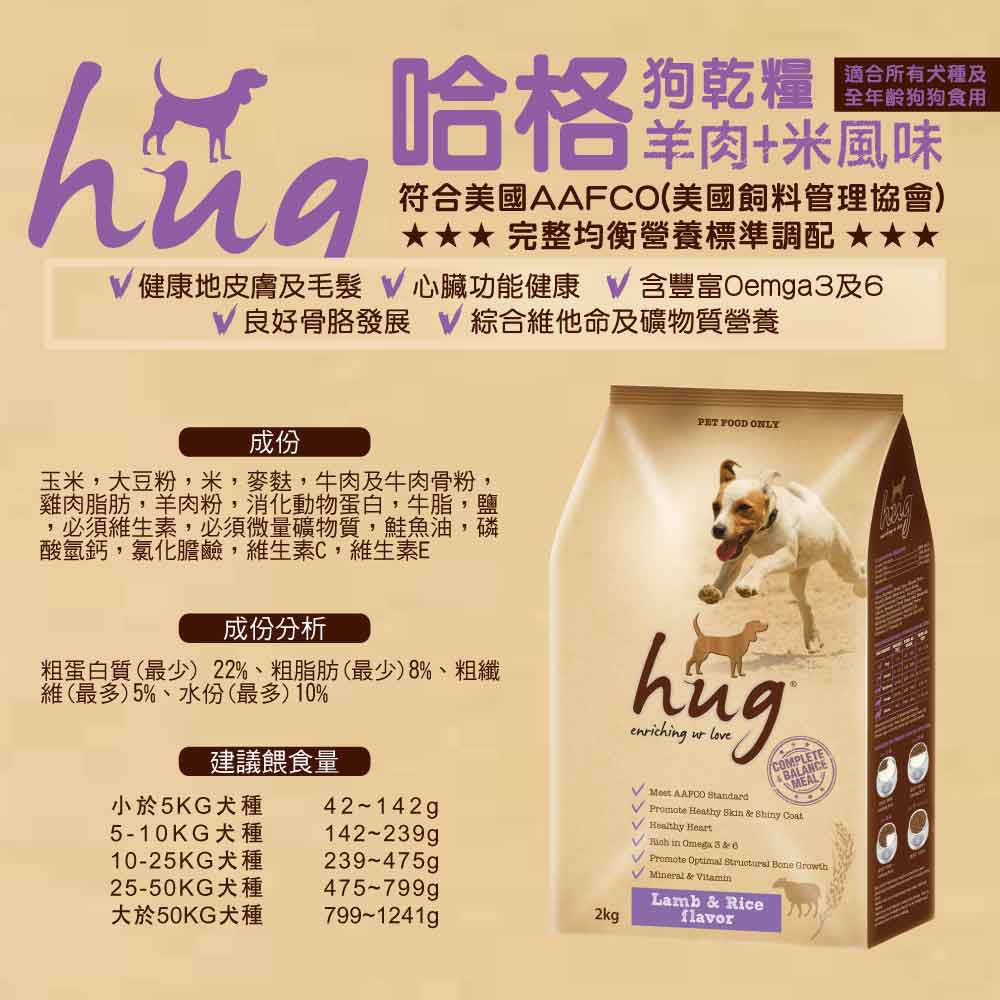 hug
哈格
狗乾糧
羊肉+米風味
適合所有犬種及
全年齡狗狗食用
符合美國AAFCO(美國飼料管理協會)
★★★ 完整均衡營養標準調配 ★★★
健康地皮膚及毛髮 心臟功能健康 含豐富Oemga3及6
良好骨胳發展 綜合維他命及礦物質營養
成份
玉米，大豆粉，米，麥麩，牛肉及牛肉骨粉，
雞肉脂肪，羊肉粉，消化動物蛋白，牛脂，鹽
，必須維生素，必須微量礦物質，鮭魚油，磷
酸氫鈣，氯化膽鹼，維生素C，維生素E
成份分析
粗蛋白質(最少) 22%、粗脂肪(最少)8%、粗纖
維(最多)5%、水份(最多)10%
建議餵食量
小於5KG犬種 42~142g
5-10KG犬種 142~239g
10-25KG犬種 239~475g
25-50KG犬種 475~799g
大於50KG犬種 799~1241g
PET FOOD ONLY
hug®
enriching ur love
COMPLETE
& BALANCE
MEAL
Meet AAFCO Standard
Promote Heathy Skin & Shiny Coat
Healthy Heart
Rich in Omega 3 & 6
Promote Optimal Structural Bone Growth
Mineral & Vitamin
Lamb & Rice
flavor
2kg
hug